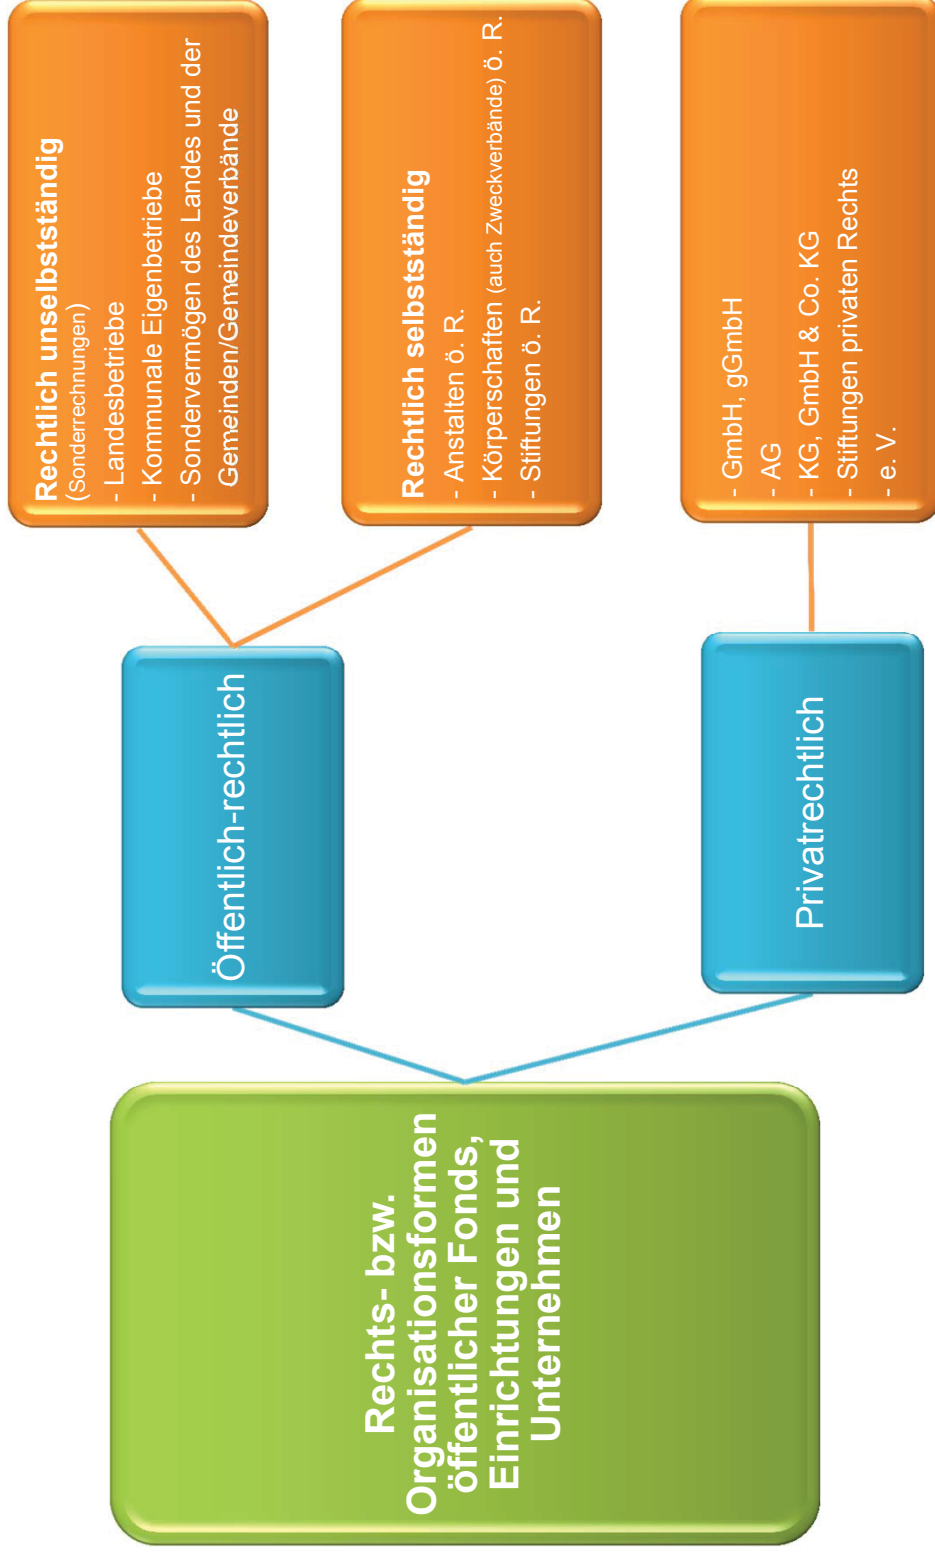 Rechts- bzw.
Organisationsformen
öffentlicher Fonds,
Einrichtungen und
Unternehmen
Öffentlich-rechtlich
Rechtlich unselbstständig
(Sonderrechnungen)
- Landesbetriebe
- Kommunale Eigenbetriebe
- Sondervermögen des Landes und der
Gemeinden/Gemeindeverbände
Rechtlich selbstständig
- Anstalten ö. R.
- Körperschaften (auch Zweckverbände) ö. R.
- Stiftungen ö. R.
Privatrechtlich
- GmbH, gGmbH
- AG
- KG, GmbH & Co. KG
- Stiftungen privaten Rechts
- e. V.